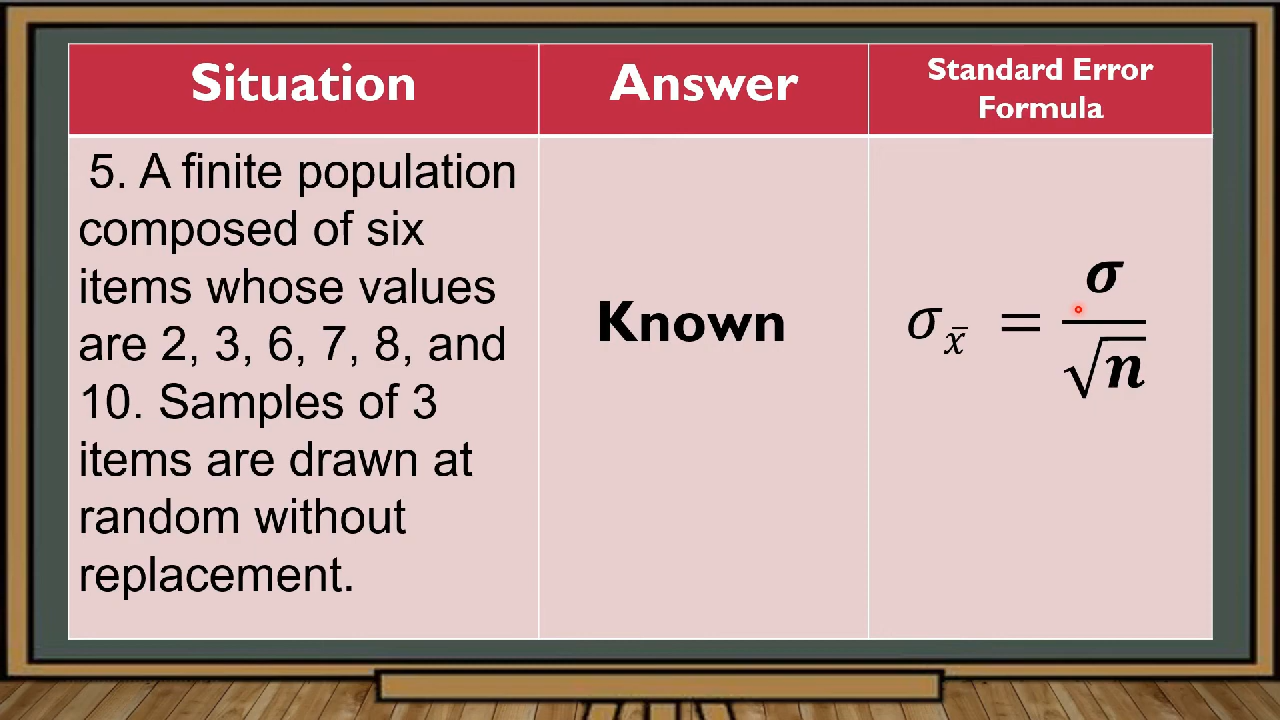 Situation
Answer
Standard Error
Formula
5. A finite population
composed of six
items whose values
are 2, 3, 6, 7, 8, and
10. Samples of 3
items are drawn at
random without
replacement.
Known
σ_x̄ = σ/√n